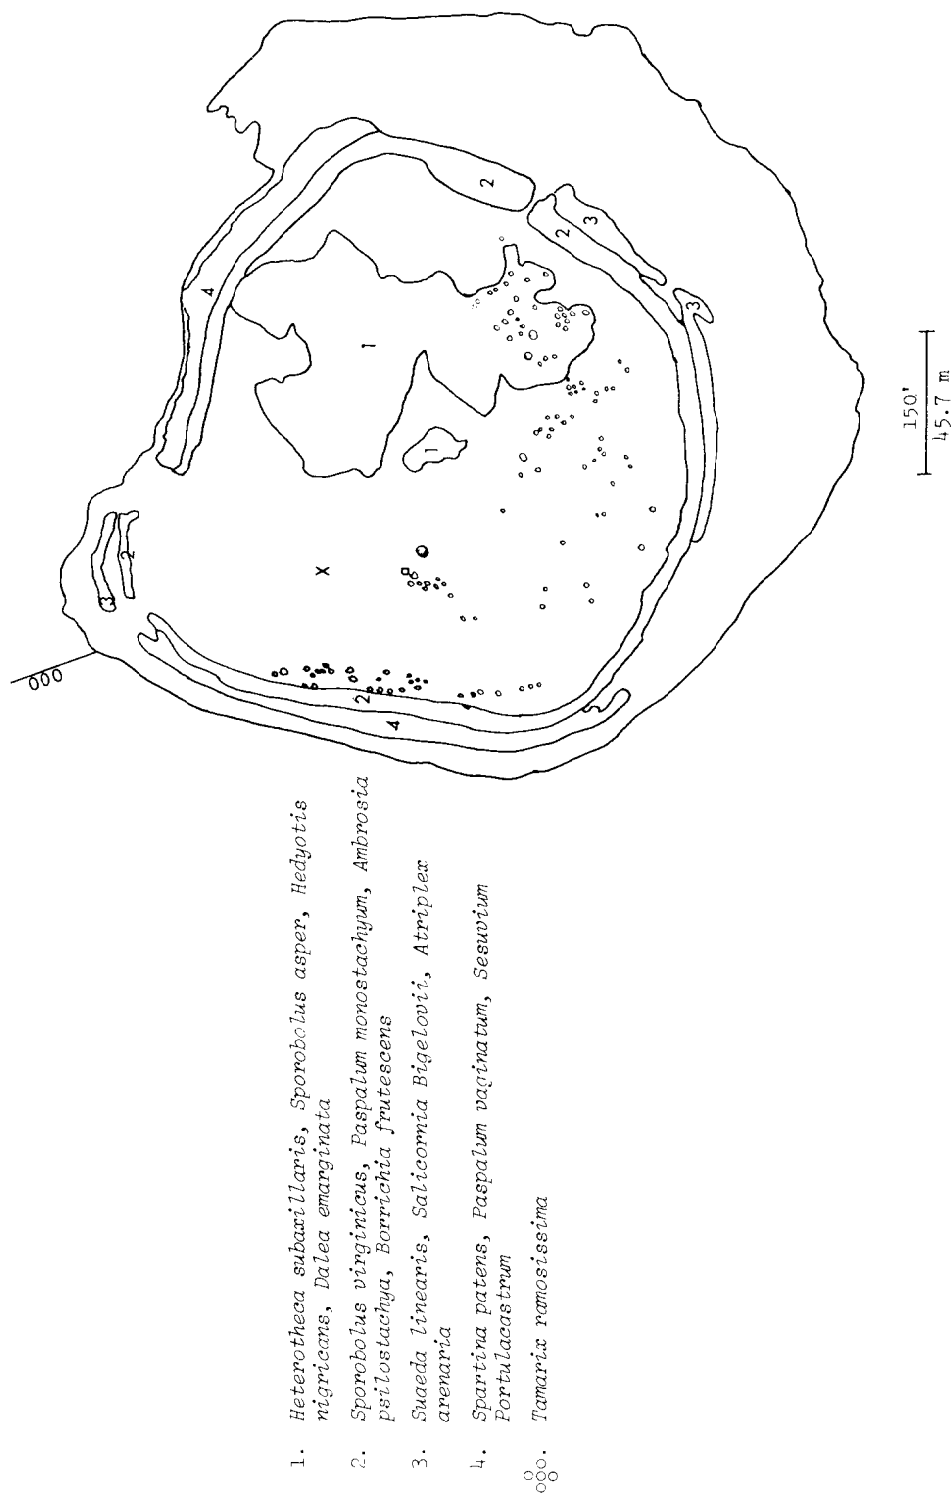 1. Heterotheca subaxillaris, Sporobolus asper, Hedyotis
nigricans, Dalea emarginata
2. Sporobolus virginicus, Paspalum monostachyum, Ambrosia
psilostachya, Borrichia frutescens
3. Suaeda linearis, Salicornia Bigelovii, Atriplex
arenaria
4. Spartina patens, Paspalum vaginatum, Sesuvium
Portulacastrum
Tamarix ramosissima
000
3
2
4
2
4
1
1
X
2
2
3
3
150'
45.7 m